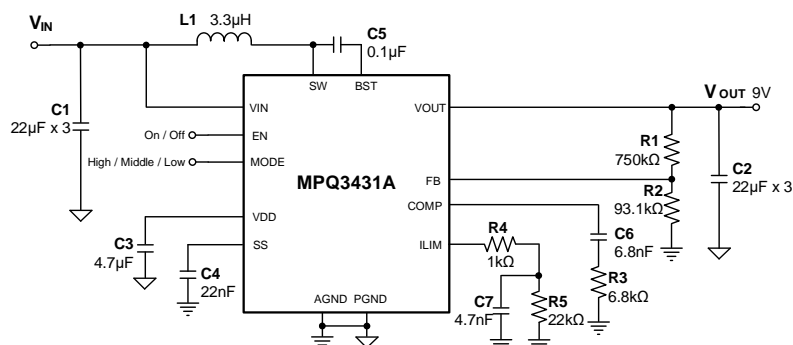 VIN
L1 3.3µH
C5
0.1µF
SW
BST
C1
22µF x 3
VIN
On / Off
EN
High / Middle / Low
MODE
MPQ3431A
VOUT
VOUT 9V
R1
750kΩ
C2
22µF x 3
FB
R2
93.1kΩ
COMP
VDD
C3
4.7µF
SS
C4
22nF
ILIM
R4
1kΩ
C6
6.8nF
R3
6.8kΩ
C7
4.7nF
R5
22kΩ
AGND PGND